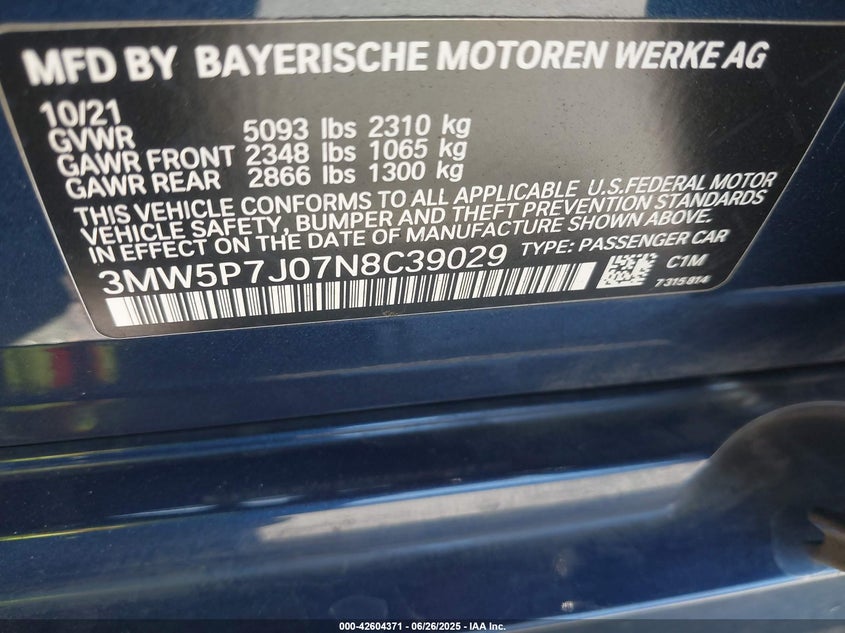 MFD BY BAYERISCHE MOTOREN WERKE AG
10/21
GVWR 5093 lbs 2310 kg
GAWR FRONT 2348 lbs 1065 kg
GAWR REAR 2866 lbs 1300 kg
THIS VEHICLE CONFORMS TO ALL APPLICABLE U.S.FEDERAL MOTOR
VEHICLE SAFETY, BUMPER AND THEFT PREVENTION STANDARDS
IN EFFECT ON THE DATE OF MANUFACTURE SHOWN ABOVE.
3MW5P7J07N8C39029 TYPE: PASSENGER CAR
C1M
7315814
000-42604371 | 06/26/2025 - IAA Inc.